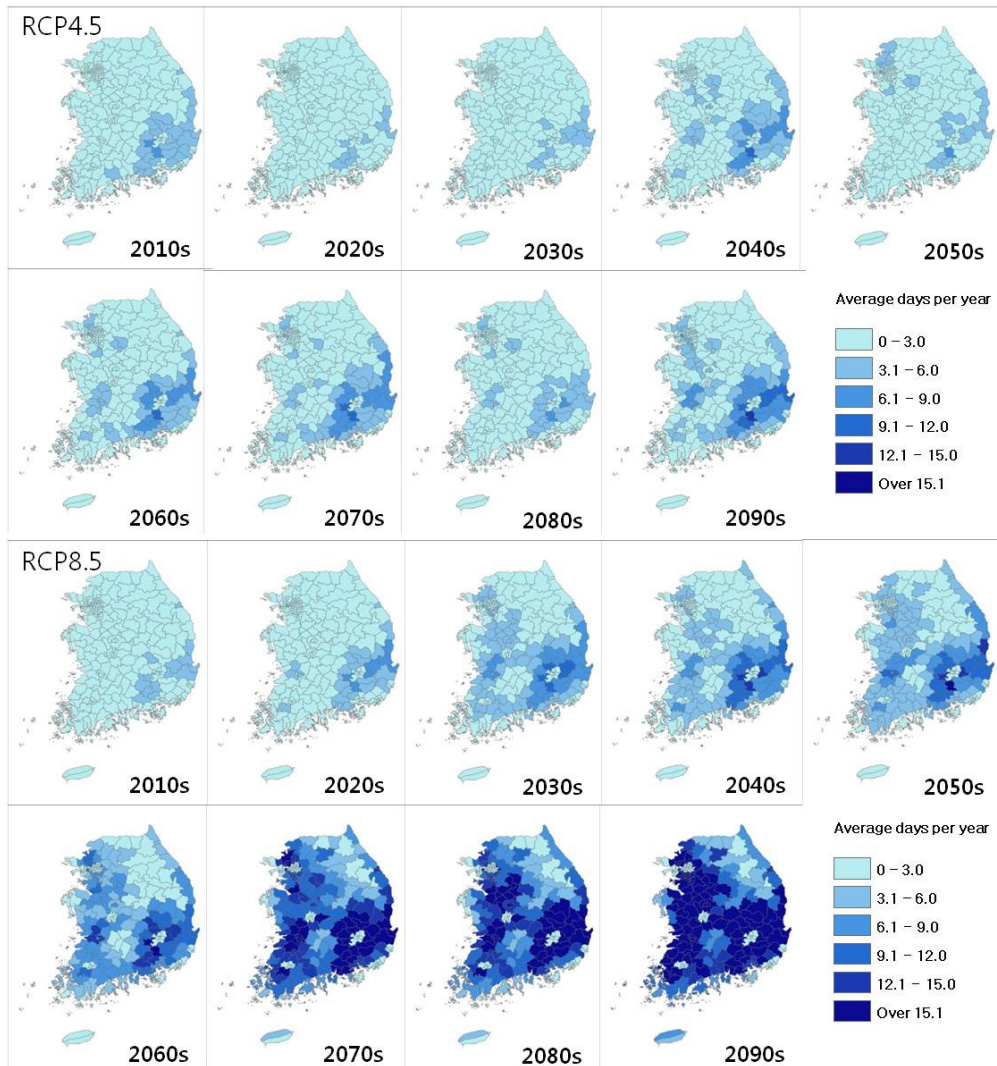 RCP4.5
2010s
2020s
2030s
2040s
2050s
2060s
2070s
2080s
2090s
Average days per year
0 – 3.0
3.1 – 6.0
6.1 – 9.0
9.1 – 12.0
12.1 – 15.0
Over 15.1
RCP8.5
2010s
2020s
2030s
2040s
2050s
2060s
2070s
2080s
2090s
Average days per year
0 – 3.0
3.1 – 6.0
6.1 – 9.0
9.1 – 12.0
12.1 – 15.0
Over 15.1